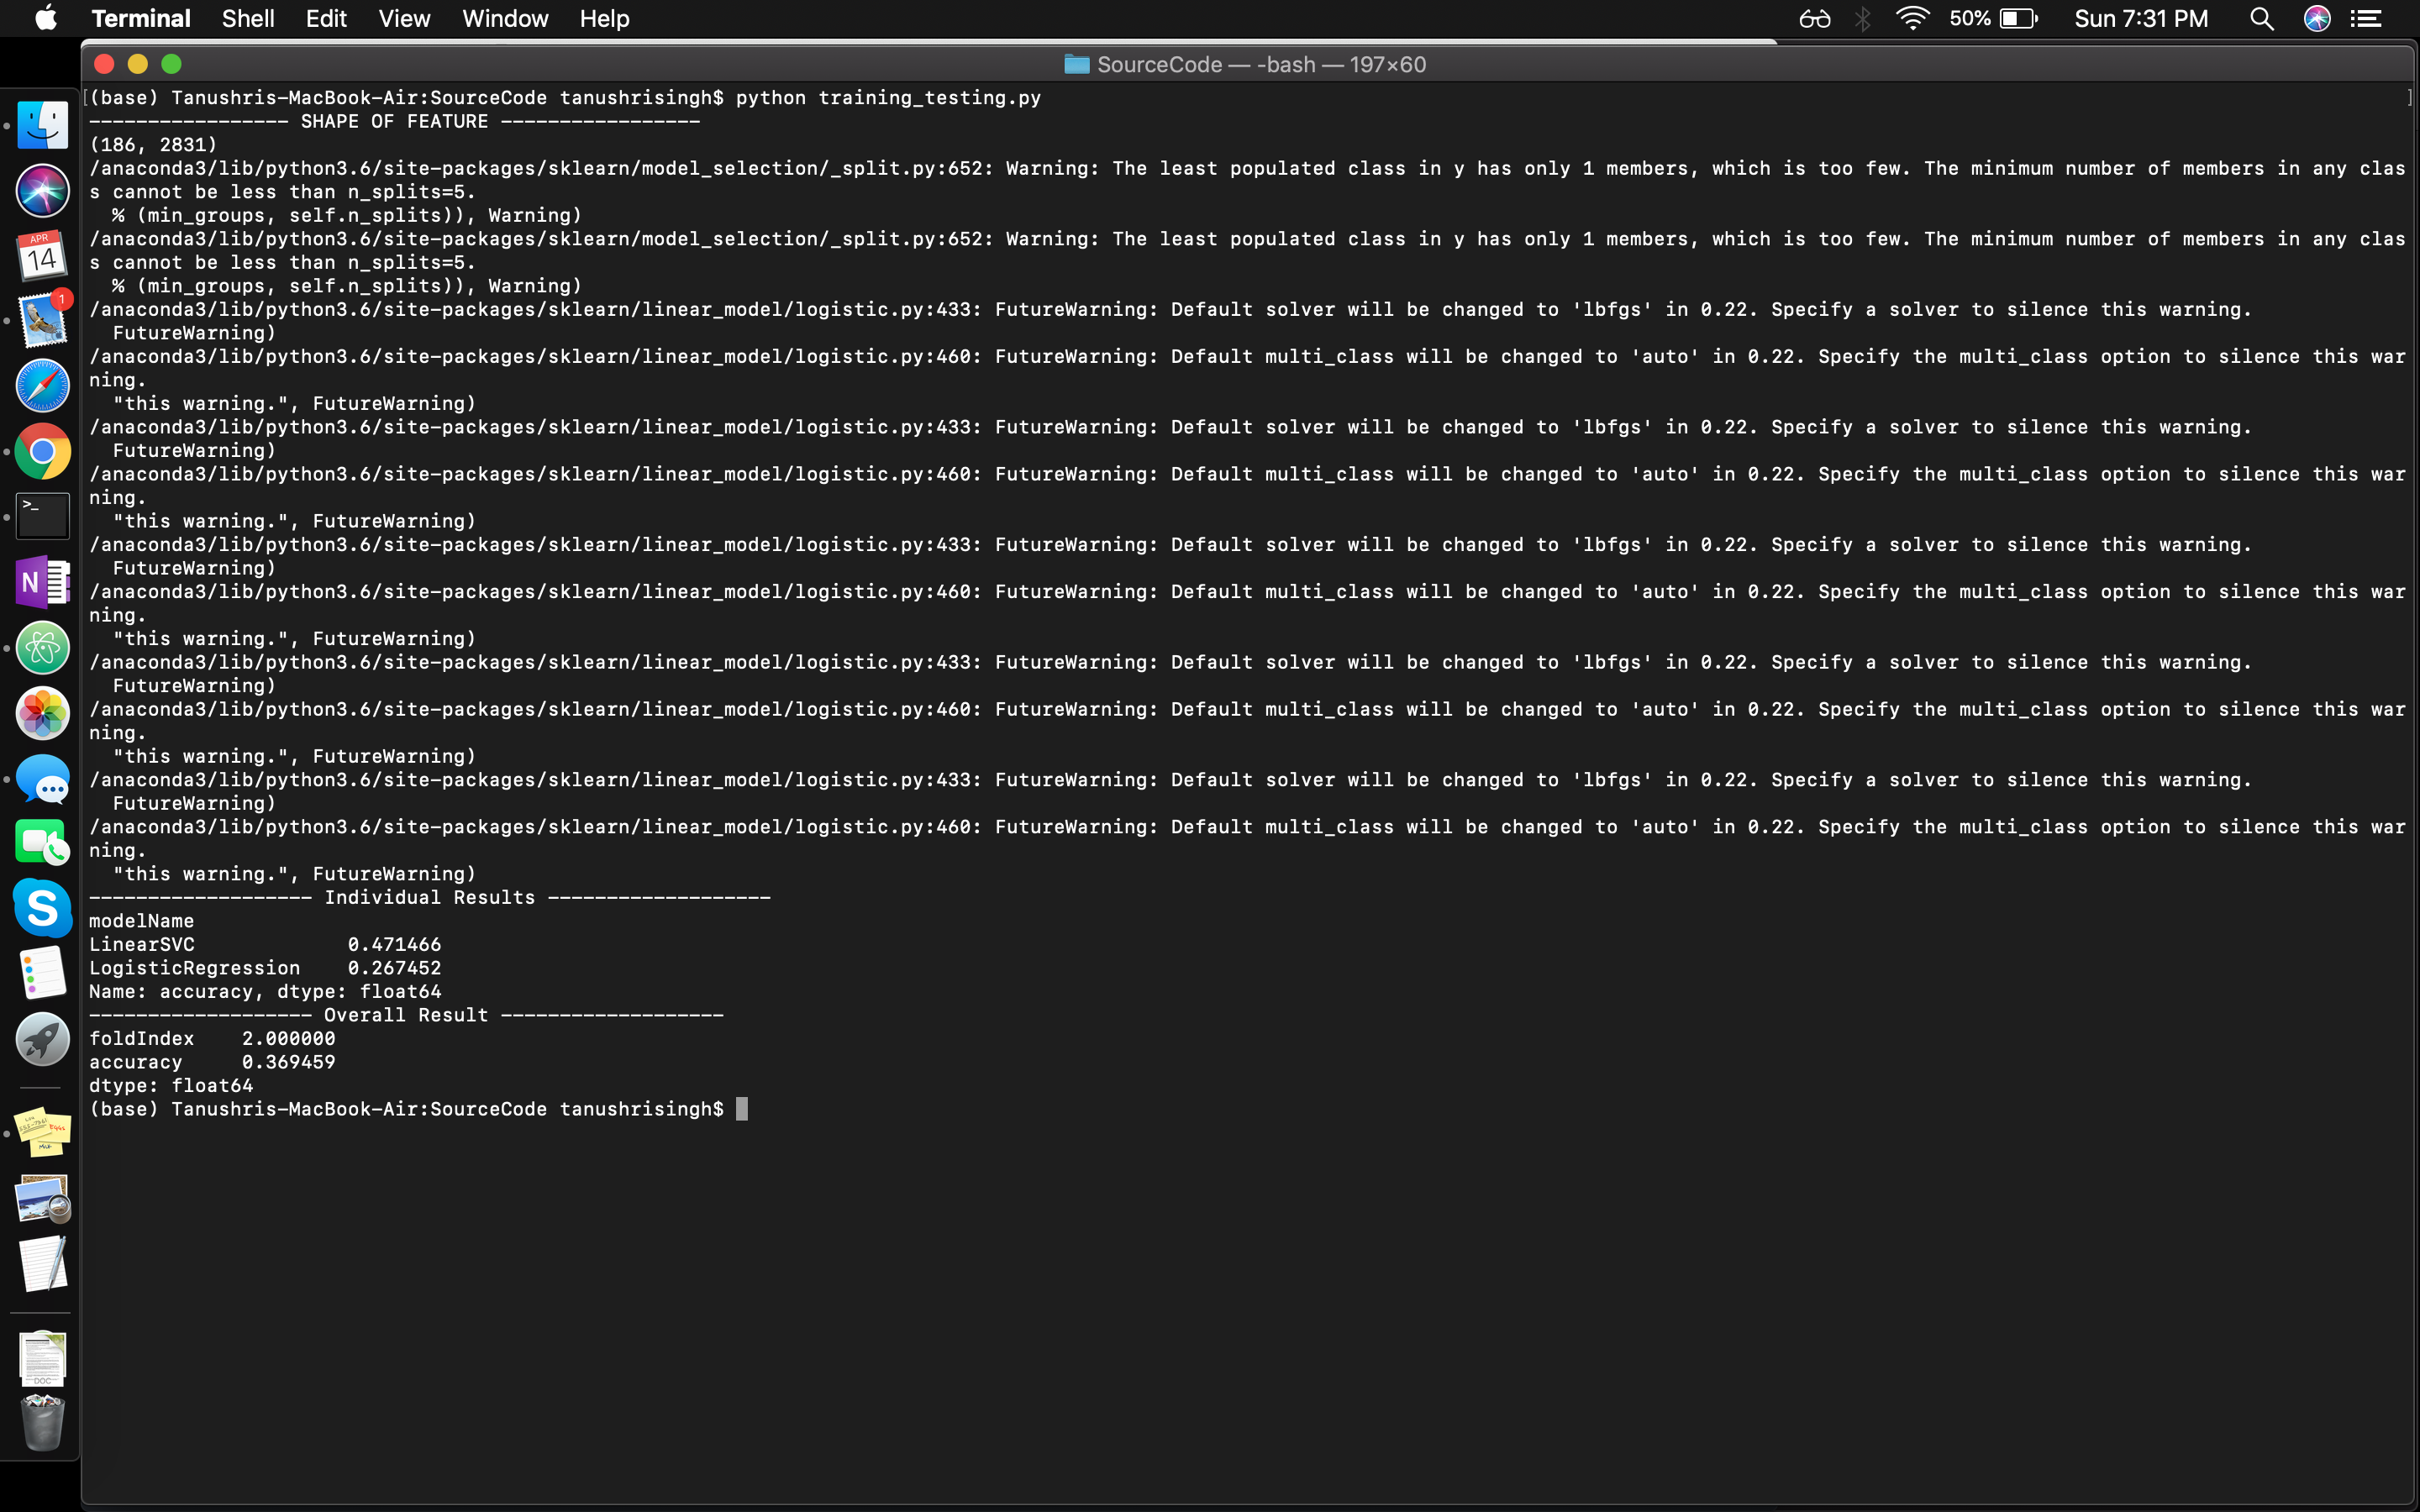 Terminal Shell Edit View Window Help 50% Sun 7:31 PM
SourceCode — -bash — 197×60
[(base) Tanushris-MacBook-Air:SourceCode tanushrisingh$ python training_testing.py ]
----------------- SHAPE OF FEATURE -----------------
(186, 2831)
/anaconda3/lib/python3.6/site-packages/sklearn/model_selection/_split.py:652: Warning: The least populated class in y has only 1 members, which is too few. The minimum number of members in any clas
s cannot be less than n_splits=5.
  % (min_groups, self.n_splits)), Warning)
/anaconda3/lib/python3.6/site-packages/sklearn/model_selection/_split.py:652: Warning: The least populated class in y has only 1 members, which is too few. The minimum number of members in any clas
s cannot be less than n_splits=5.
  % (min_groups, self.n_splits)), Warning)
/anaconda3/lib/python3.6/site-packages/sklearn/linear_model/logistic.py:433: FutureWarning: Default solver will be changed to 'lbfgs' in 0.22. Specify a solver to silence this warning.
  FutureWarning)
/anaconda3/lib/python3.6/site-packages/sklearn/linear_model/logistic.py:460: FutureWarning: Default multi_class will be changed to 'auto' in 0.22. Specify the multi_class option to silence this war
ning.
  "this warning.", FutureWarning)
/anaconda3/lib/python3.6/site-packages/sklearn/linear_model/logistic.py:433: FutureWarning: Default solver will be changed to 'lbfgs' in 0.22. Specify a solver to silence this warning.
  FutureWarning)
/anaconda3/lib/python3.6/site-packages/sklearn/linear_model/logistic.py:460: FutureWarning: Default multi_class will be changed to 'auto' in 0.22. Specify the multi_class option to silence this war
ning.
  "this warning.", FutureWarning)
/anaconda3/lib/python3.6/site-packages/sklearn/linear_model/logistic.py:433: FutureWarning: Default solver will be changed to 'lbfgs' in 0.22. Specify a solver to silence this warning.
  FutureWarning)
/anaconda3/lib/python3.6/site-packages/sklearn/linear_model/logistic.py:460: FutureWarning: Default multi_class will be changed to 'auto' in 0.22. Specify the multi_class option to silence this war
ning.
  "this warning.", FutureWarning)
/anaconda3/lib/python3.6/site-packages/sklearn/linear_model/logistic.py:433: FutureWarning: Default solver will be changed to 'lbfgs' in 0.22. Specify a solver to silence this warning.
  FutureWarning)
/anaconda3/lib/python3.6/site-packages/sklearn/linear_model/logistic.py:460: FutureWarning: Default multi_class will be changed to 'auto' in 0.22. Specify the multi_class option to silence this war
ning.
  "this warning.", FutureWarning)
/anaconda3/lib/python3.6/site-packages/sklearn/linear_model/logistic.py:433: FutureWarning: Default solver will be changed to 'lbfgs' in 0.22. Specify a solver to silence this warning.
  FutureWarning)
/anaconda3/lib/python3.6/site-packages/sklearn/linear_model/logistic.py:460: FutureWarning: Default multi_class will be changed to 'auto' in 0.22. Specify the multi_class option to silence this war
ning.
  "this warning.", FutureWarning)
------------------- Individual Results -------------------
modelName
LinearSVC             0.471466
LogisticRegression    0.267452
Name: accuracy, dtype: float64
------------------- Overall Result -------------------
foldIndex    2.000000
accuracy     0.369459
dtype: float64
(base) Tanushris-MacBook-Air:SourceCode tanushrisingh$
APR
14
1
>_
N
S
DOC